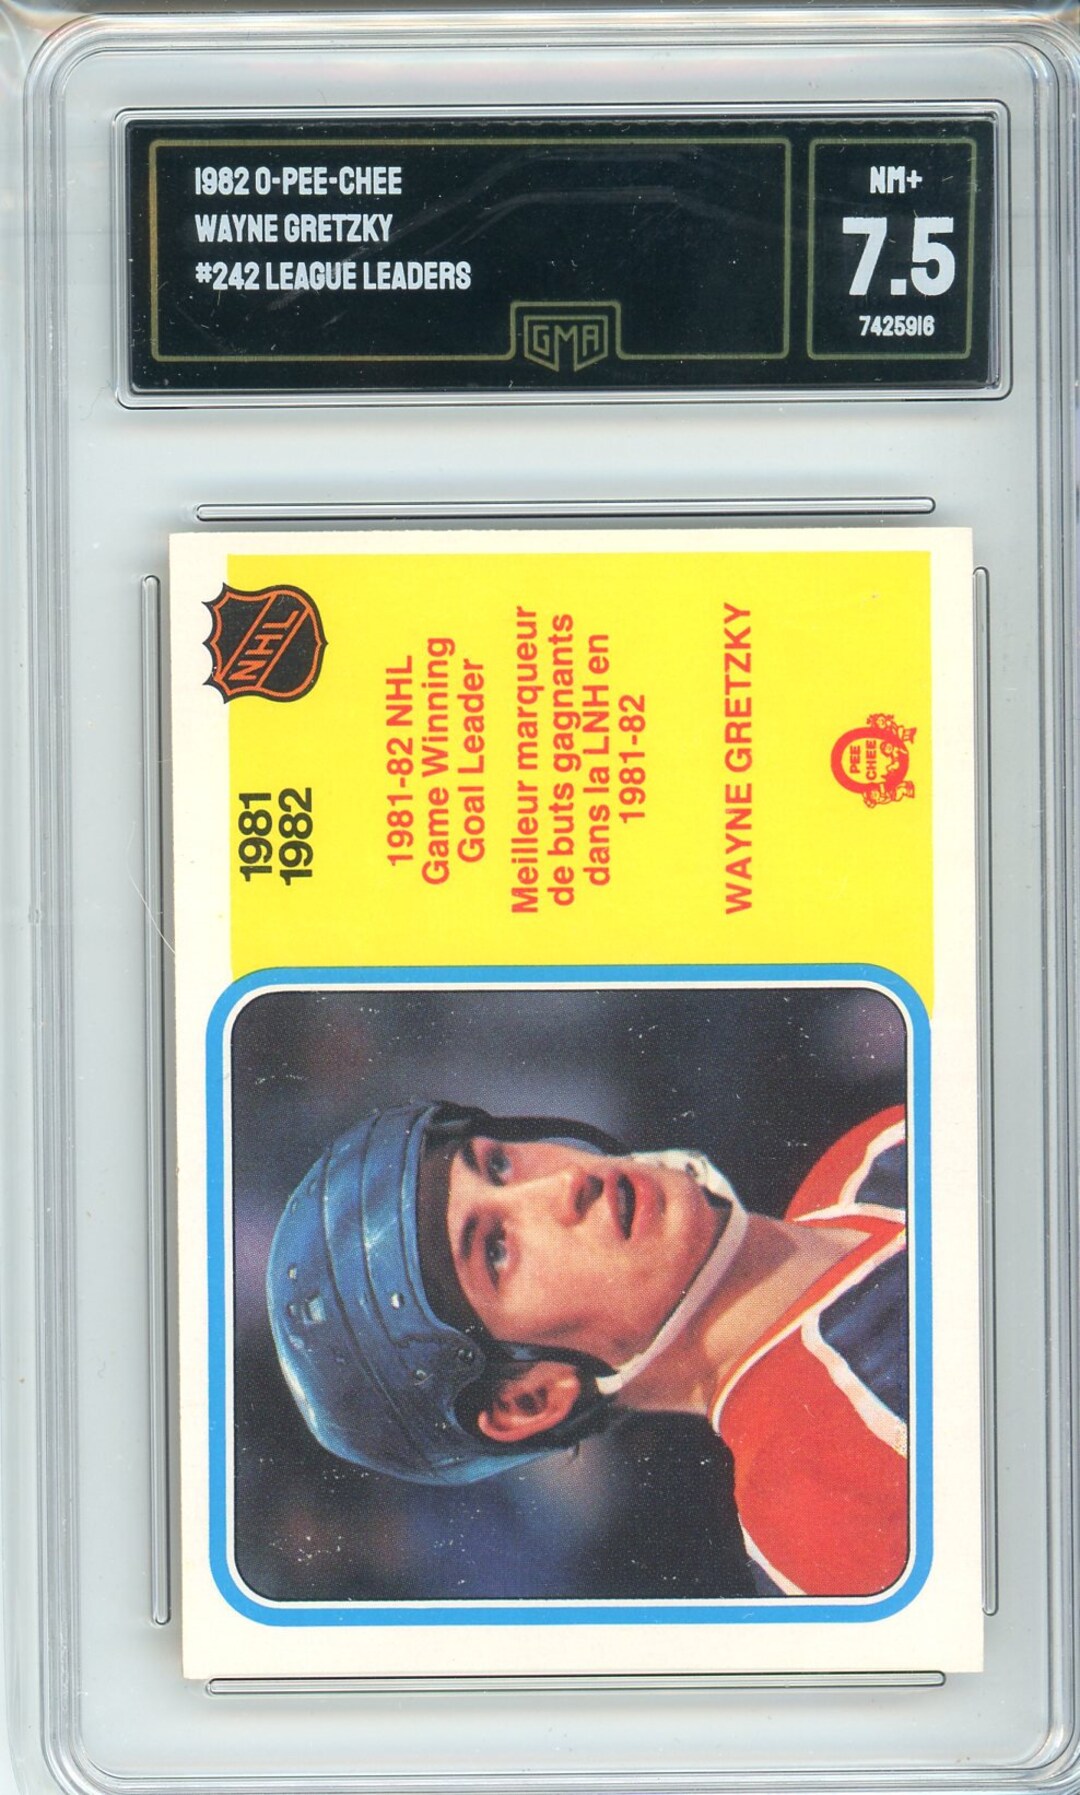 1982 O-PEE-CHEE
WAYNE GRETZKY
#242 LEAGUE LEADERS
GMA
NM+
7.5
7425916
NHL
1981
1982
1981-82 NHL
Game Winning
Goal Leader
Meilleur marqueur
de buts gagnants
dans la LNH en
1981-82
WAYNE GRETZKY
O
PEE
CHEE